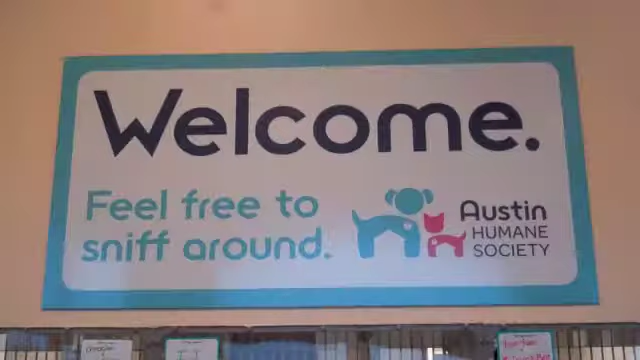 Welcome.
Feel free to
sniff around.
Austin
HUMANE
SOCIETY